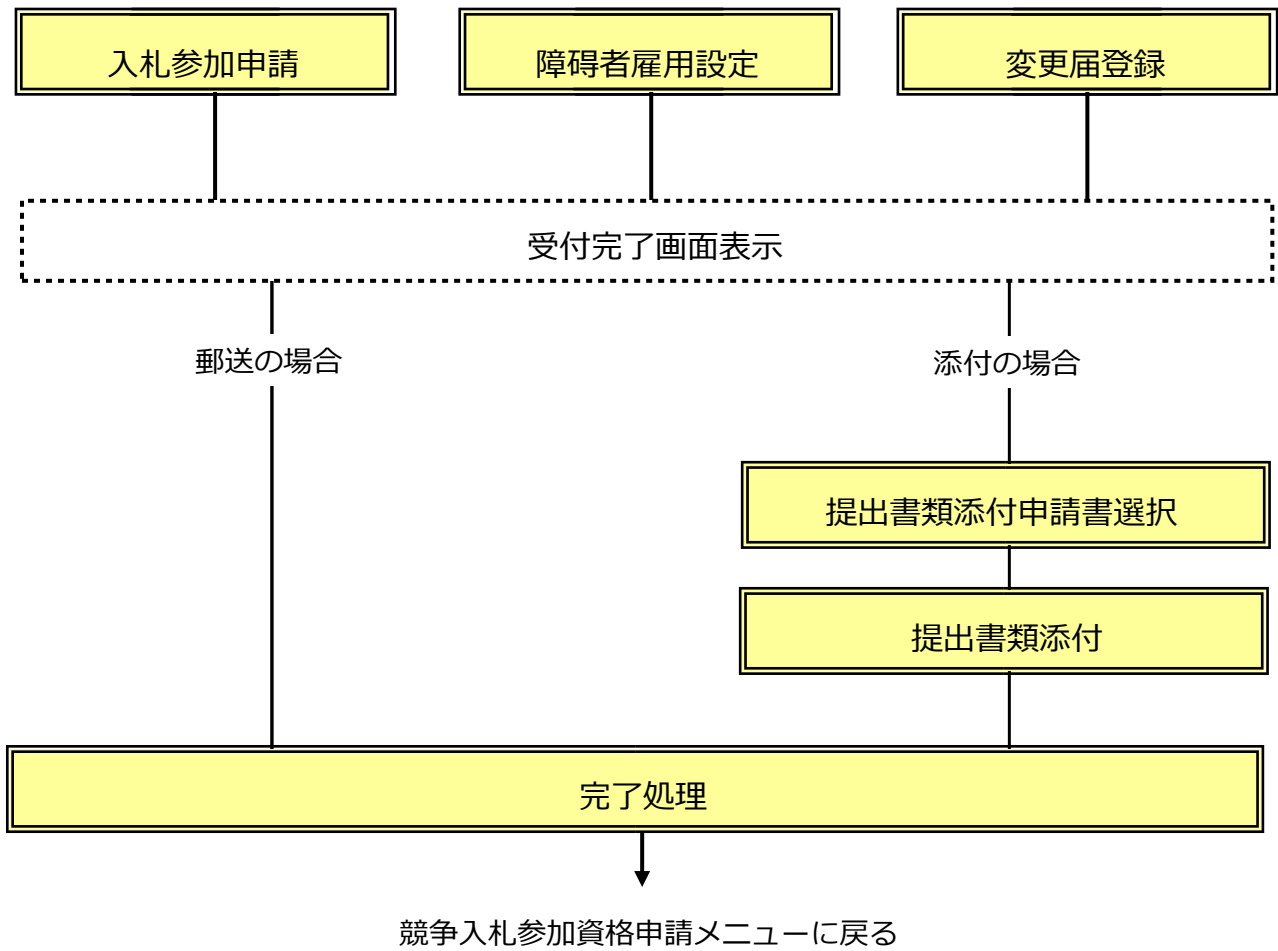 入札参加申請
障碍者雇用設定
変更届登録
受付完了画面表示
郵送の場合
添付の場合
提出書類添付申請書選択
提出書類添付
完了処理
競争入札参加資格申請メニューに戻る